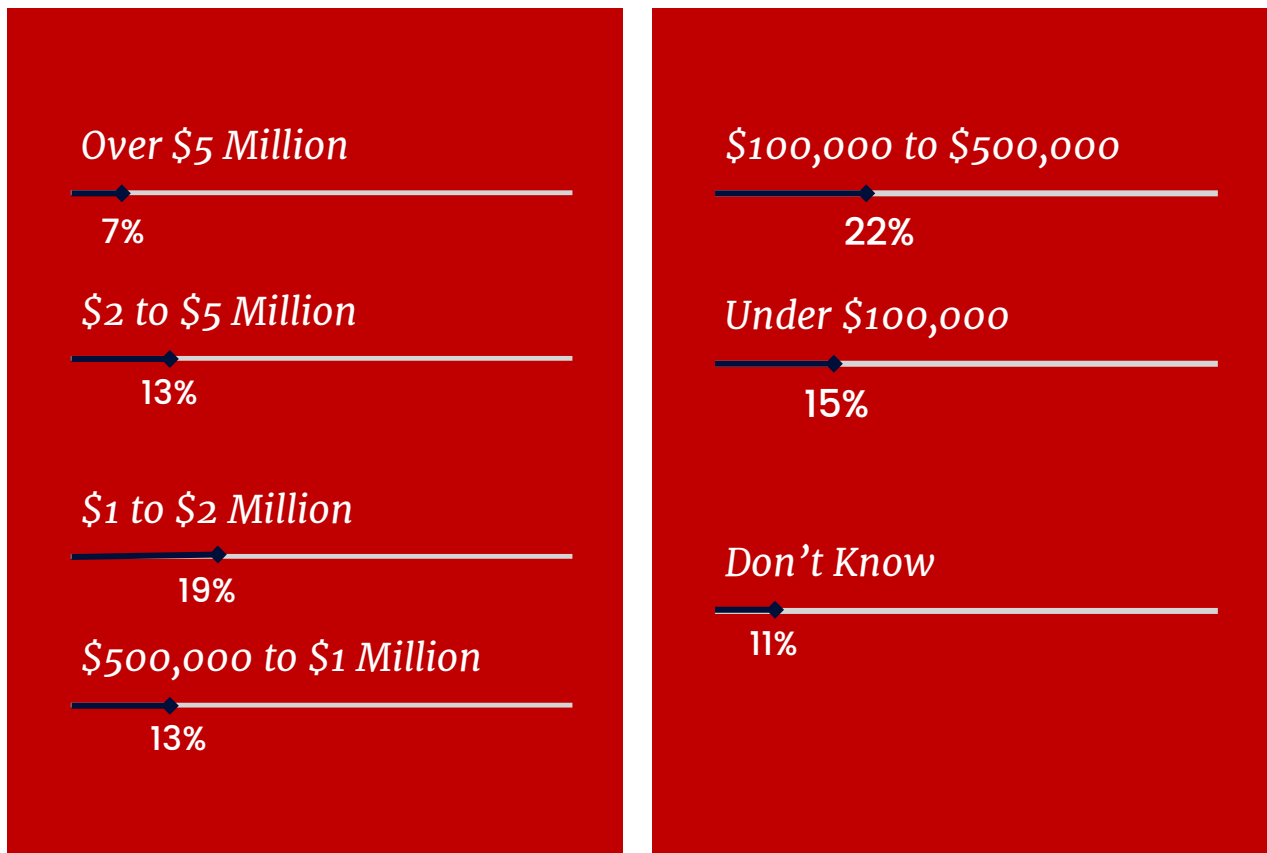 Over $5 Million
7%
$2 to $5 Million
13%
$1 to $2 Million
19%
$500,000 to $1 Million
13%
$100,000 to $500,000
22%
Under $100,000
15%
Don’t Know
11%